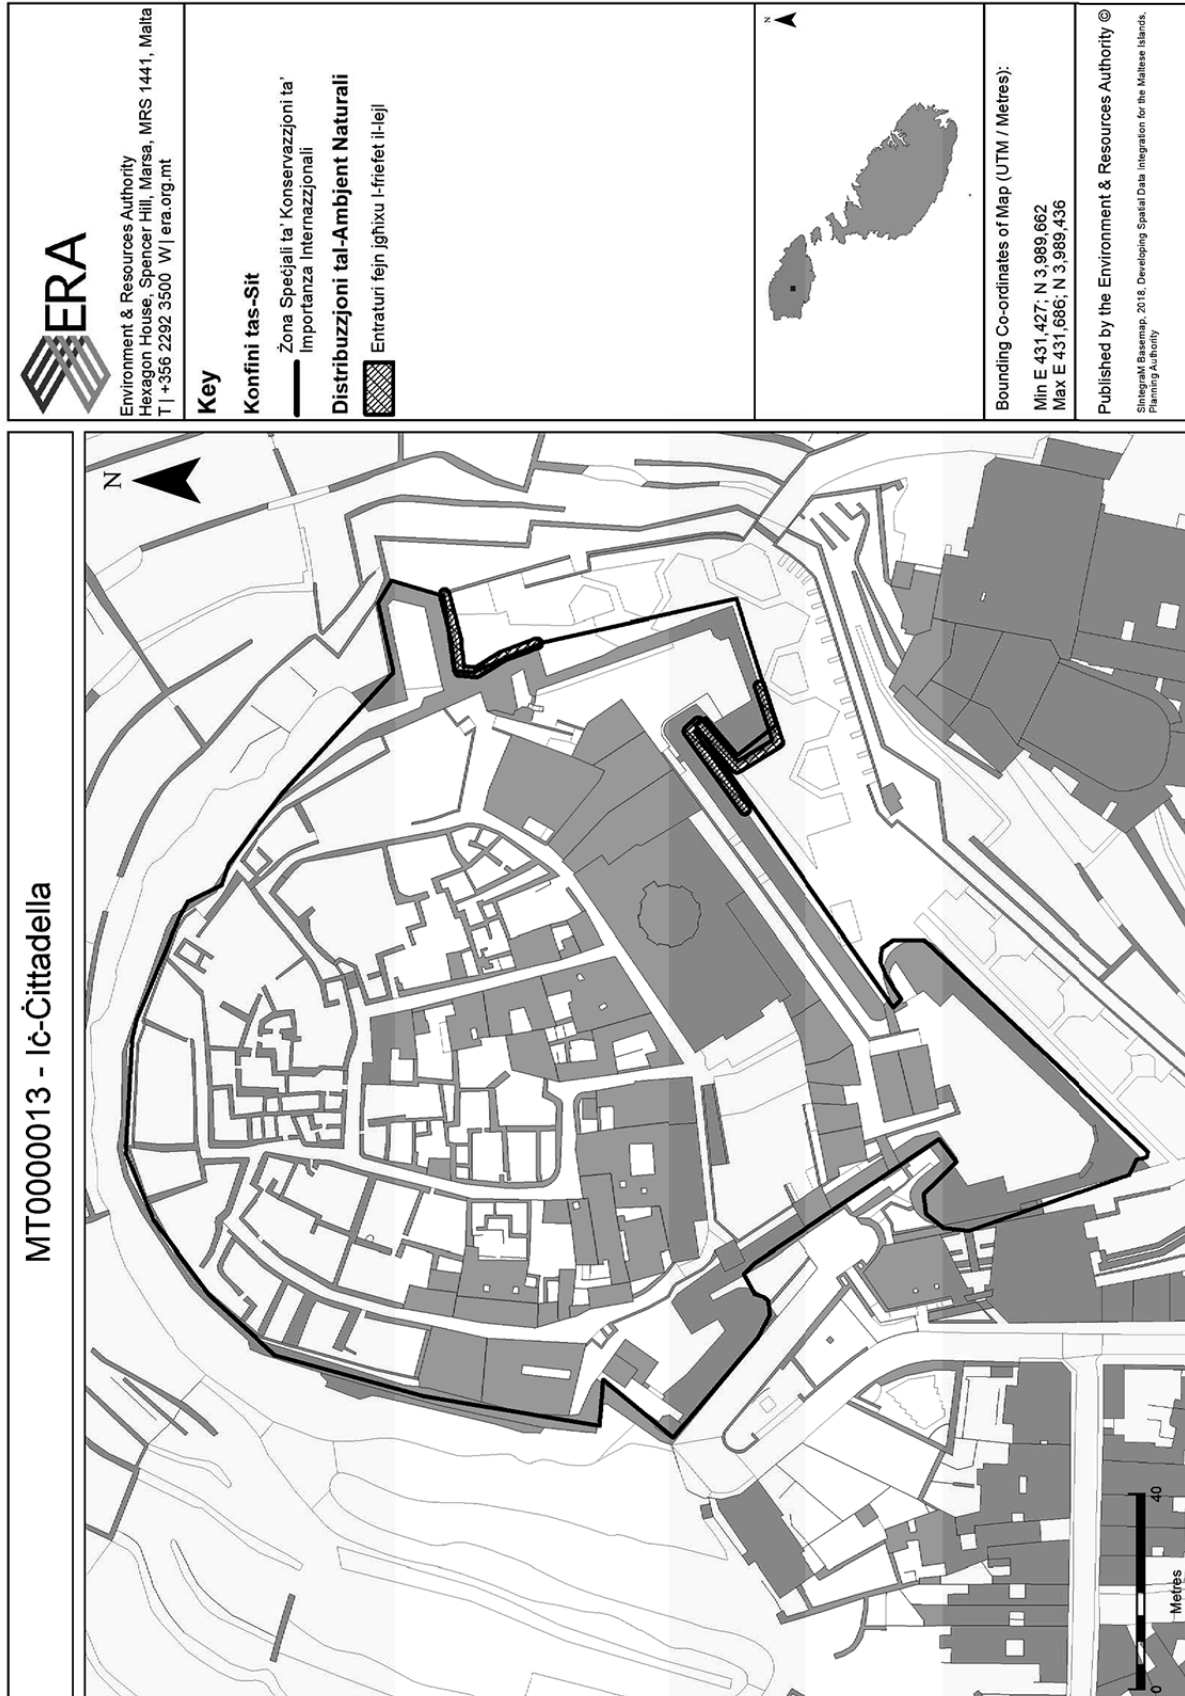 MT0000013 - Iċ-Ċittadella
N
0
40
Metres
ERA
Environment & Resources Authority
Hexagon House, Spencer Hill, Marsa, MRS 1441, Malta
T | +356 2292 3500 W | era.org.mt
Key
Konfini tas-Sit
Żona Speċjali ta' Konservazzjoni ta'
Importanza Internazzjonali
Distribuzzjoni tal-Ambjent Naturali
Entraturi fejn jgħixu l-friefet il-lejl
N
Bounding Co-ordinates of Map (UTM / Metres):
Min E 431,427; N 3,989,662
Max E 431,686; N 3,989,436
Published by the Environment & Resources Authority ©
SIntegraM Basemap, 2018, Developing Spatial Data Integration for the Maltese Islands,
Planning Authority